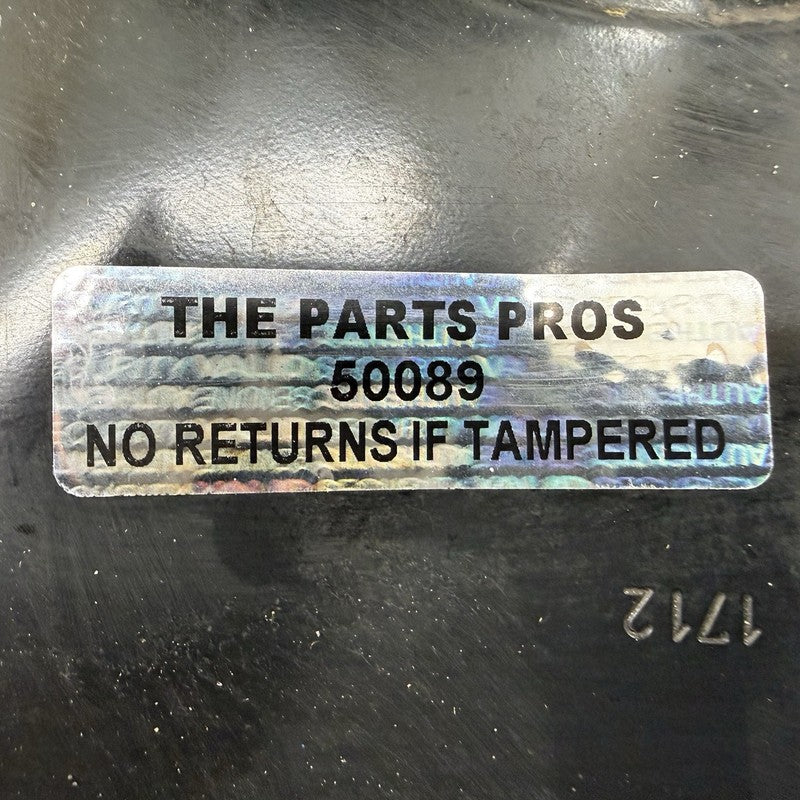 THE PARTS PROS
50089
NO RETURNS IF TAMPERED
1712